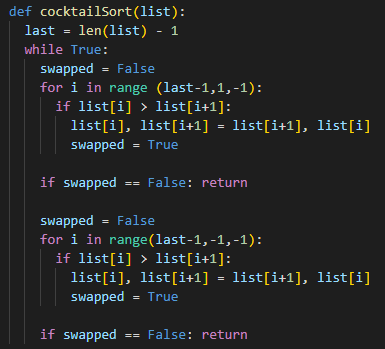 def cocktailSort(list):
  last = len(list) - 1
  while True:
    swapped = False
    for i in range (last-1,1,-1):
      if list[i] > list[i+1]:
        list[i], list[i+1] = list[i+1], list[i]
        swapped = True

    if swapped == False: return

    swapped = False
    for i in range(last-1,-1,-1):
      if list[i] > list[i+1]:
        list[i], list[i+1] = list[i+1], list[i]
        swapped = True

    if swapped == False: return